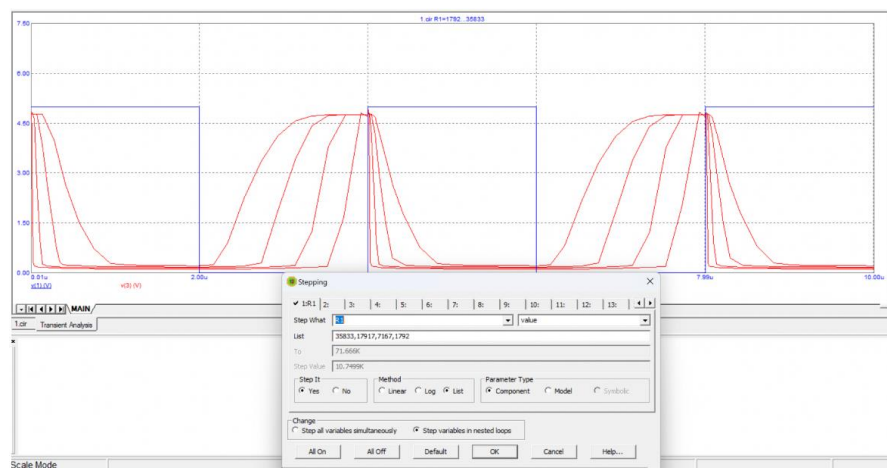 1.cir R1=1792...35833
7.50
6.00
4.50
3.00
1.50
0.00
0.01u
2.00u
7.99u
10.00u
v(1) (V)
v(3) (V)
MAIN
1.cir
Transient Analysis
Stepping
1:R1
2:
3:
4:
5:
6:
7:
8:
9:
10:
11:
12:
13:
Step What
R1
value
List
35833,17917,7167,1792
To
71.666K
Step Value
10.7499K
Step It
Yes
No
Method
Linear
Log
List
Parameter Type
Component
Model
Symbolic
Change
Step all variables simultaneously
Step variables in nested loops
All On
All Off
Default
OK
Cancel
Help...
Scale Mode